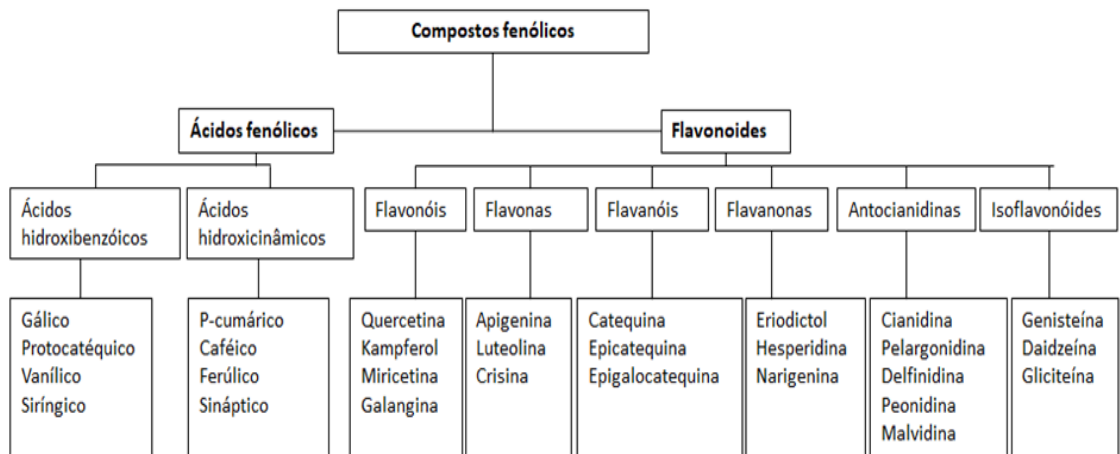 Compostos fenólicos
Ácidos fenólicos
Flavonoides
Ácidos
hidroxibenzóicos
Ácidos
hidroxicinâmicos
Flavonóis
Flavonas
Flavanóis
Flavanonas
Antocianidinas
Isoflavonóides
Gálico
Protocatéquico
Vanílico
Siríngico
P-cumárico
Caféico
Ferúlico
Sináptico
Quercetina
Kampferol
Miricetina
Galangina
Apigenina
Luteolina
Crisina
Catequina
Epicatequina
Epigalocatequina
Eriodictol
Hesperidina
Narigenina
Cianidina
Pelargonidina
Delfinidina
Peonidina
Malvidina
Genisteína
Daidzeína
Gliciteína